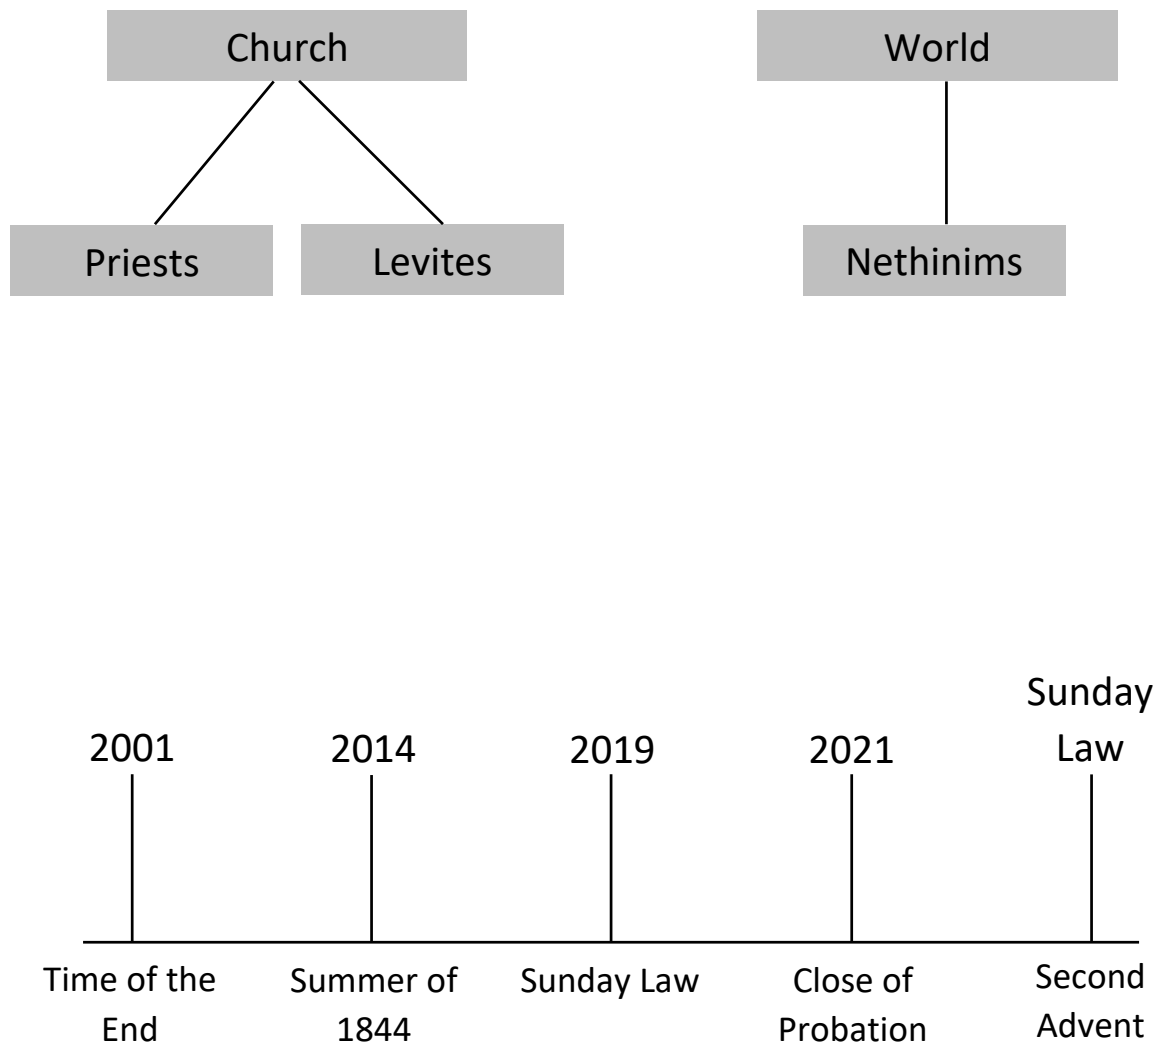 Church
World
Priests
Levites
Nethinims
2001
2014
2019
2021
Sunday
Law
Time of the
End
Summer of
1844
Sunday Law
Close of
Probation
Second
Advent